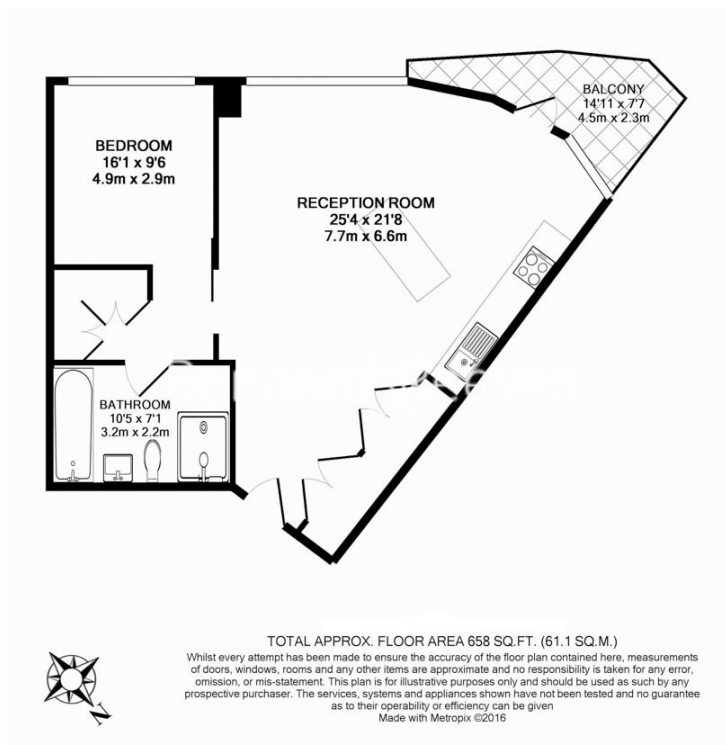 BALCONY
14'11 x 7'7
4.5m x 2.3m
BEDROOM
16'1 x 9'6
4.9m x 2.9m
RECEPTION ROOM
25'4 x 21'8
7.7m x 6.6m
BATHROOM
10'5 x 7'1
3.2m x 2.2m
TOTAL APPROX. FLOOR AREA 658 SQ.FT. (61.1 SQ.M.)
Whilst every attempt has been made to ensure the accuracy of the floor plan contained here, measurements
of doors, windows, rooms and any other items are approximate and no responsibility is taken for any error,
omission, or mis-statement. This plan is for illustrative purposes only and should be used as such by any
prospective purchaser. The services, systems and appliances shown have not been tested and no guarantee
as to their operability or efficiency can be given
Made with Metropix ©2016
N